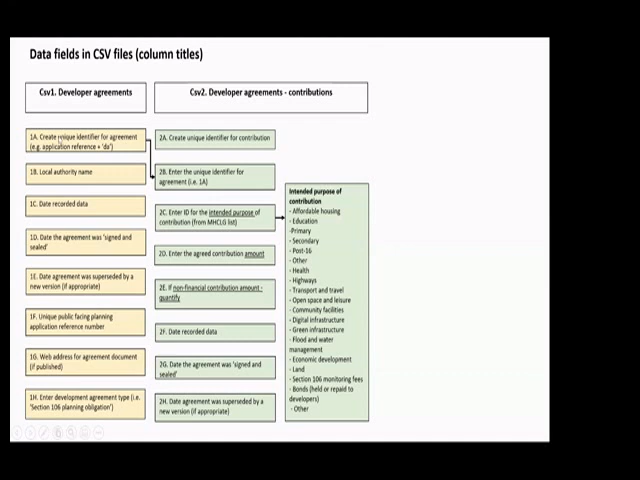 Data fields in CSV files (column titles)
Csv1. Developer agreements
Csv2. Developer agreements - contributions
1A. Create unique identifier for agreement
(e.g. application reference + 'da')
1B. Local authority name
1C. Date recorded data
1D. Date the agreement was 'signed and
sealed'
1E. Date agreement was superseded by a
new version (if appropriate)
1F. Unique public facing planning
application reference number
1G. Web address for agreement document
(if published)
1H. Enter development agreement type (i.e.
'Section 106 planning obligation')
2A. Create unique identifier for contribution
2B. Enter the unique identifier for
agreement (i.e. 1A)
2C. Enter ID for the intended purpose of
contribution (from MHCLG list)
2D. Enter the agreed contribution amount
2E. If non-financial contribution amount -
quantify
2F. Date recorded data
2G. Date the agreement was 'signed and
sealed'
2H. Date agreement was superseded by a
new version (if appropriate)
Intended purpose of
contribution
- Affordable housing
- Education
-Primary
- Secondary
- Post-16
- Other
- Health
- Highways
- Transport and travel
- Open space and leisure
- Community facilities
- Digital infrastructure
- Green infrastructure
- Flood and water
management
- Economic development
- Land
- Section 106 monitoring fees
- Bonds (held or repaid to
developers)
- Other